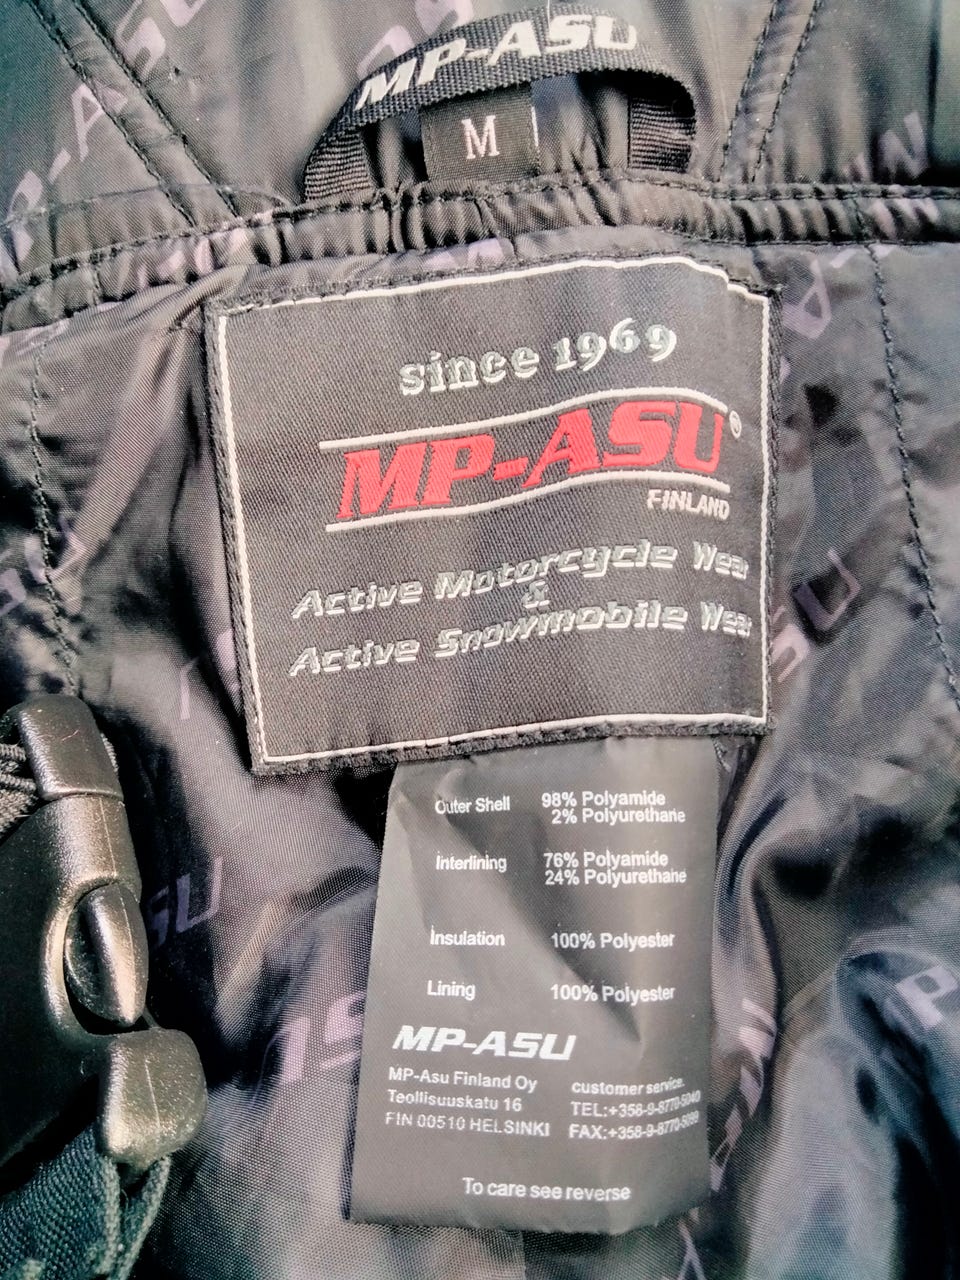 MP-ASU
M
since 1969
MP-ASU®
FINLAND
Active Motorcycle Wear
&
Active Snowmobile Wear
Outer Shell 98% Polyamide
2% Polyurethane
Interlining 76% Polyamide
24% Polyurethane
Insulation 100% Polyester
Lining 100% Polyester
MP-ASU
MP-Asu Finland Oy
Teollisuuskatu 16
FIN 00510 HELSINKI
customer service.
TEL:+358-9-8770-5040
FAX:+358-9-8770-5099
To care see reverse